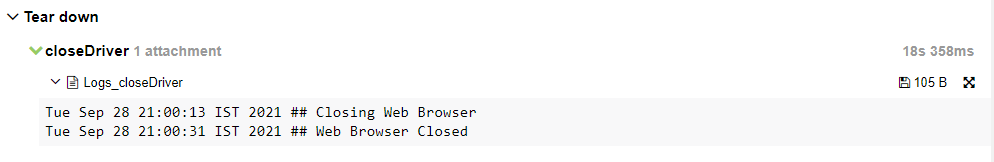 Tear down
closeDriver 1 attachment 18s 358ms
Logs_closeDriver 105 B
Tue Sep 28 21:00:13 IST 2021 ## Closing Web Browser
Tue Sep 28 21:00:31 IST 2021 ## Web Browser Closed